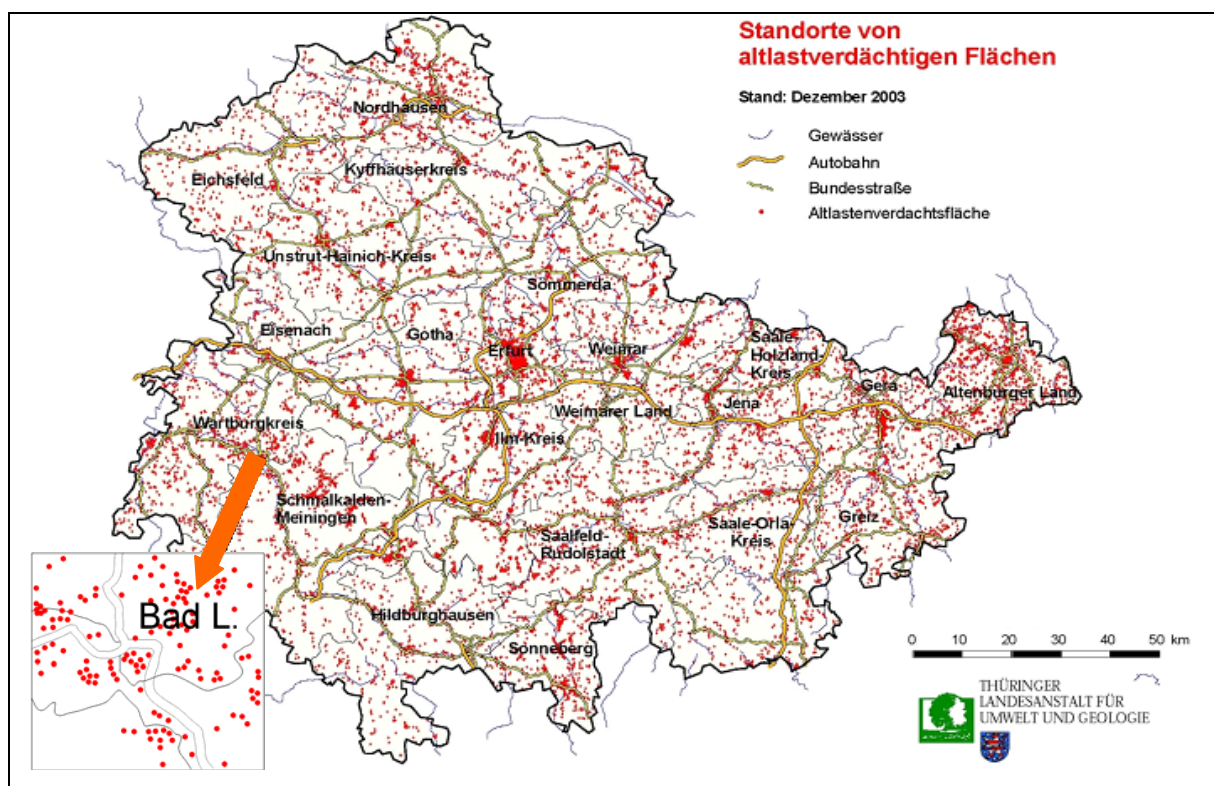 Standorte von
altlastverdächtigen Flächen
Stand: Dezember 2003
Gewässer
Autobahn
Bundesstraße
Altlastenverdachtsfläche
Nordhausen
Eichsfeld
Kyffhäuserkreis
Unstrut-Hainich-Kreis
Sömmerda
Eisenach
Gotha
Erfurt
Weimar
Saale-
Holzland-
Kreis
Gera
Altenburger Land
Jena
Weimarer Land
Wartburgkreis
Ilm-Kreis
Schmalkalden-
Meiningen
Saalfeld-
Rudolstadt
Saale-Orla-
Kreis
Greiz
Bad L.
Hildburghausen
Sonneberg
0 10 20 30 40 50 km
THÜRINGER
LANDESANSTALT FÜR
UMWELT UND GEOLOGIE